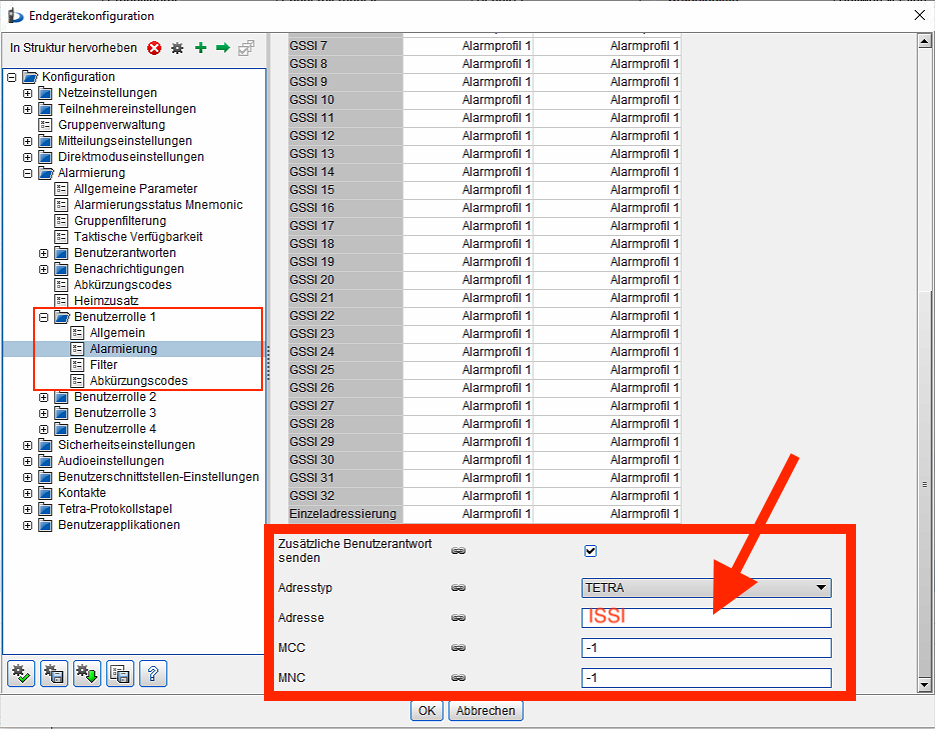 Endgerätekonfiguration
In Struktur hervorheben
Konfiguration
Netzeinstellungen
Teilnehmereinstellungen
Gruppenverwaltung
Mitteilungseinstellungen
Direktmoduseinstellungen
Alarmierung
Allgemeine Parameter
Alarmierungsstatus Mnemonic
Gruppenfilterung
Taktische Verfügbarkeit
Benutzerantworten
Benachrichtigungen
Abkürzungscodes
Heimzusatz
Benutzerrolle 1
Allgemein
Alarmierung
Filter
Abkürzungscodes
Benutzerrolle 2
Benutzerrolle 3
Benutzerrolle 4
Sicherheitseinstellungen
Audioeinstellungen
Benutzerschnittstellen-Einstellungen
Kontakte
Tetra-Protokollstapel
Benutzerapplikationen
GSSI 7 Alarmprofil 1 Alarmprofil 1
GSSI 8 Alarmprofil 1 Alarmprofil 1
GSSI 9 Alarmprofil 1 Alarmprofil 1
GSSI 10 Alarmprofil 1 Alarmprofil 1
GSSI 11 Alarmprofil 1 Alarmprofil 1
GSSI 12 Alarmprofil 1 Alarmprofil 1
GSSI 13 Alarmprofil 1 Alarmprofil 1
GSSI 14 Alarmprofil 1 Alarmprofil 1
GSSI 15 Alarmprofil 1 Alarmprofil 1
GSSI 16 Alarmprofil 1 Alarmprofil 1
GSSI 17 Alarmprofil 1 Alarmprofil 1
GSSI 18 Alarmprofil 1 Alarmprofil 1
GSSI 19 Alarmprofil 1 Alarmprofil 1
GSSI 20 Alarmprofil 1 Alarmprofil 1
GSSI 21 Alarmprofil 1 Alarmprofil 1
GSSI 22 Alarmprofil 1 Alarmprofil 1
GSSI 23 Alarmprofil 1 Alarmprofil 1
GSSI 24 Alarmprofil 1 Alarmprofil 1
GSSI 25 Alarmprofil 1 Alarmprofil 1
GSSI 26 Alarmprofil 1 Alarmprofil 1
GSSI 27 Alarmprofil 1 Alarmprofil 1
GSSI 28 Alarmprofil 1 Alarmprofil 1
GSSI 29 Alarmprofil 1 Alarmprofil 1
GSSI 30 Alarmprofil 1 Alarmprofil 1
GSSI 31 Alarmprofil 1 Alarmprofil 1
GSSI 32 Alarmprofil 1 Alarmprofil 1
Einzeladressierung Alarmprofil 1 Alarmprofil 1
Zusätzliche Benutzerantwort
senden
Adresstyp TETRA
Adresse ISSI
MCC -1
MNC -1
?
OK Abbrechen